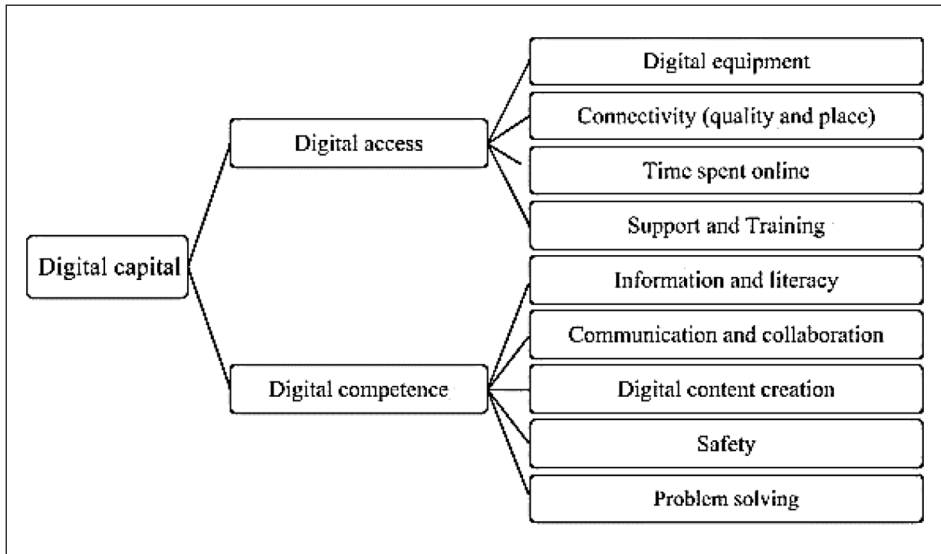 Digital capital
Digital access
Digital equipment
Connectivity (quality and place)
Time spent online
Support and Training
Digital competence
Information and literacy
Communication and collaboration
Digital content creation
Safety
Problem solving